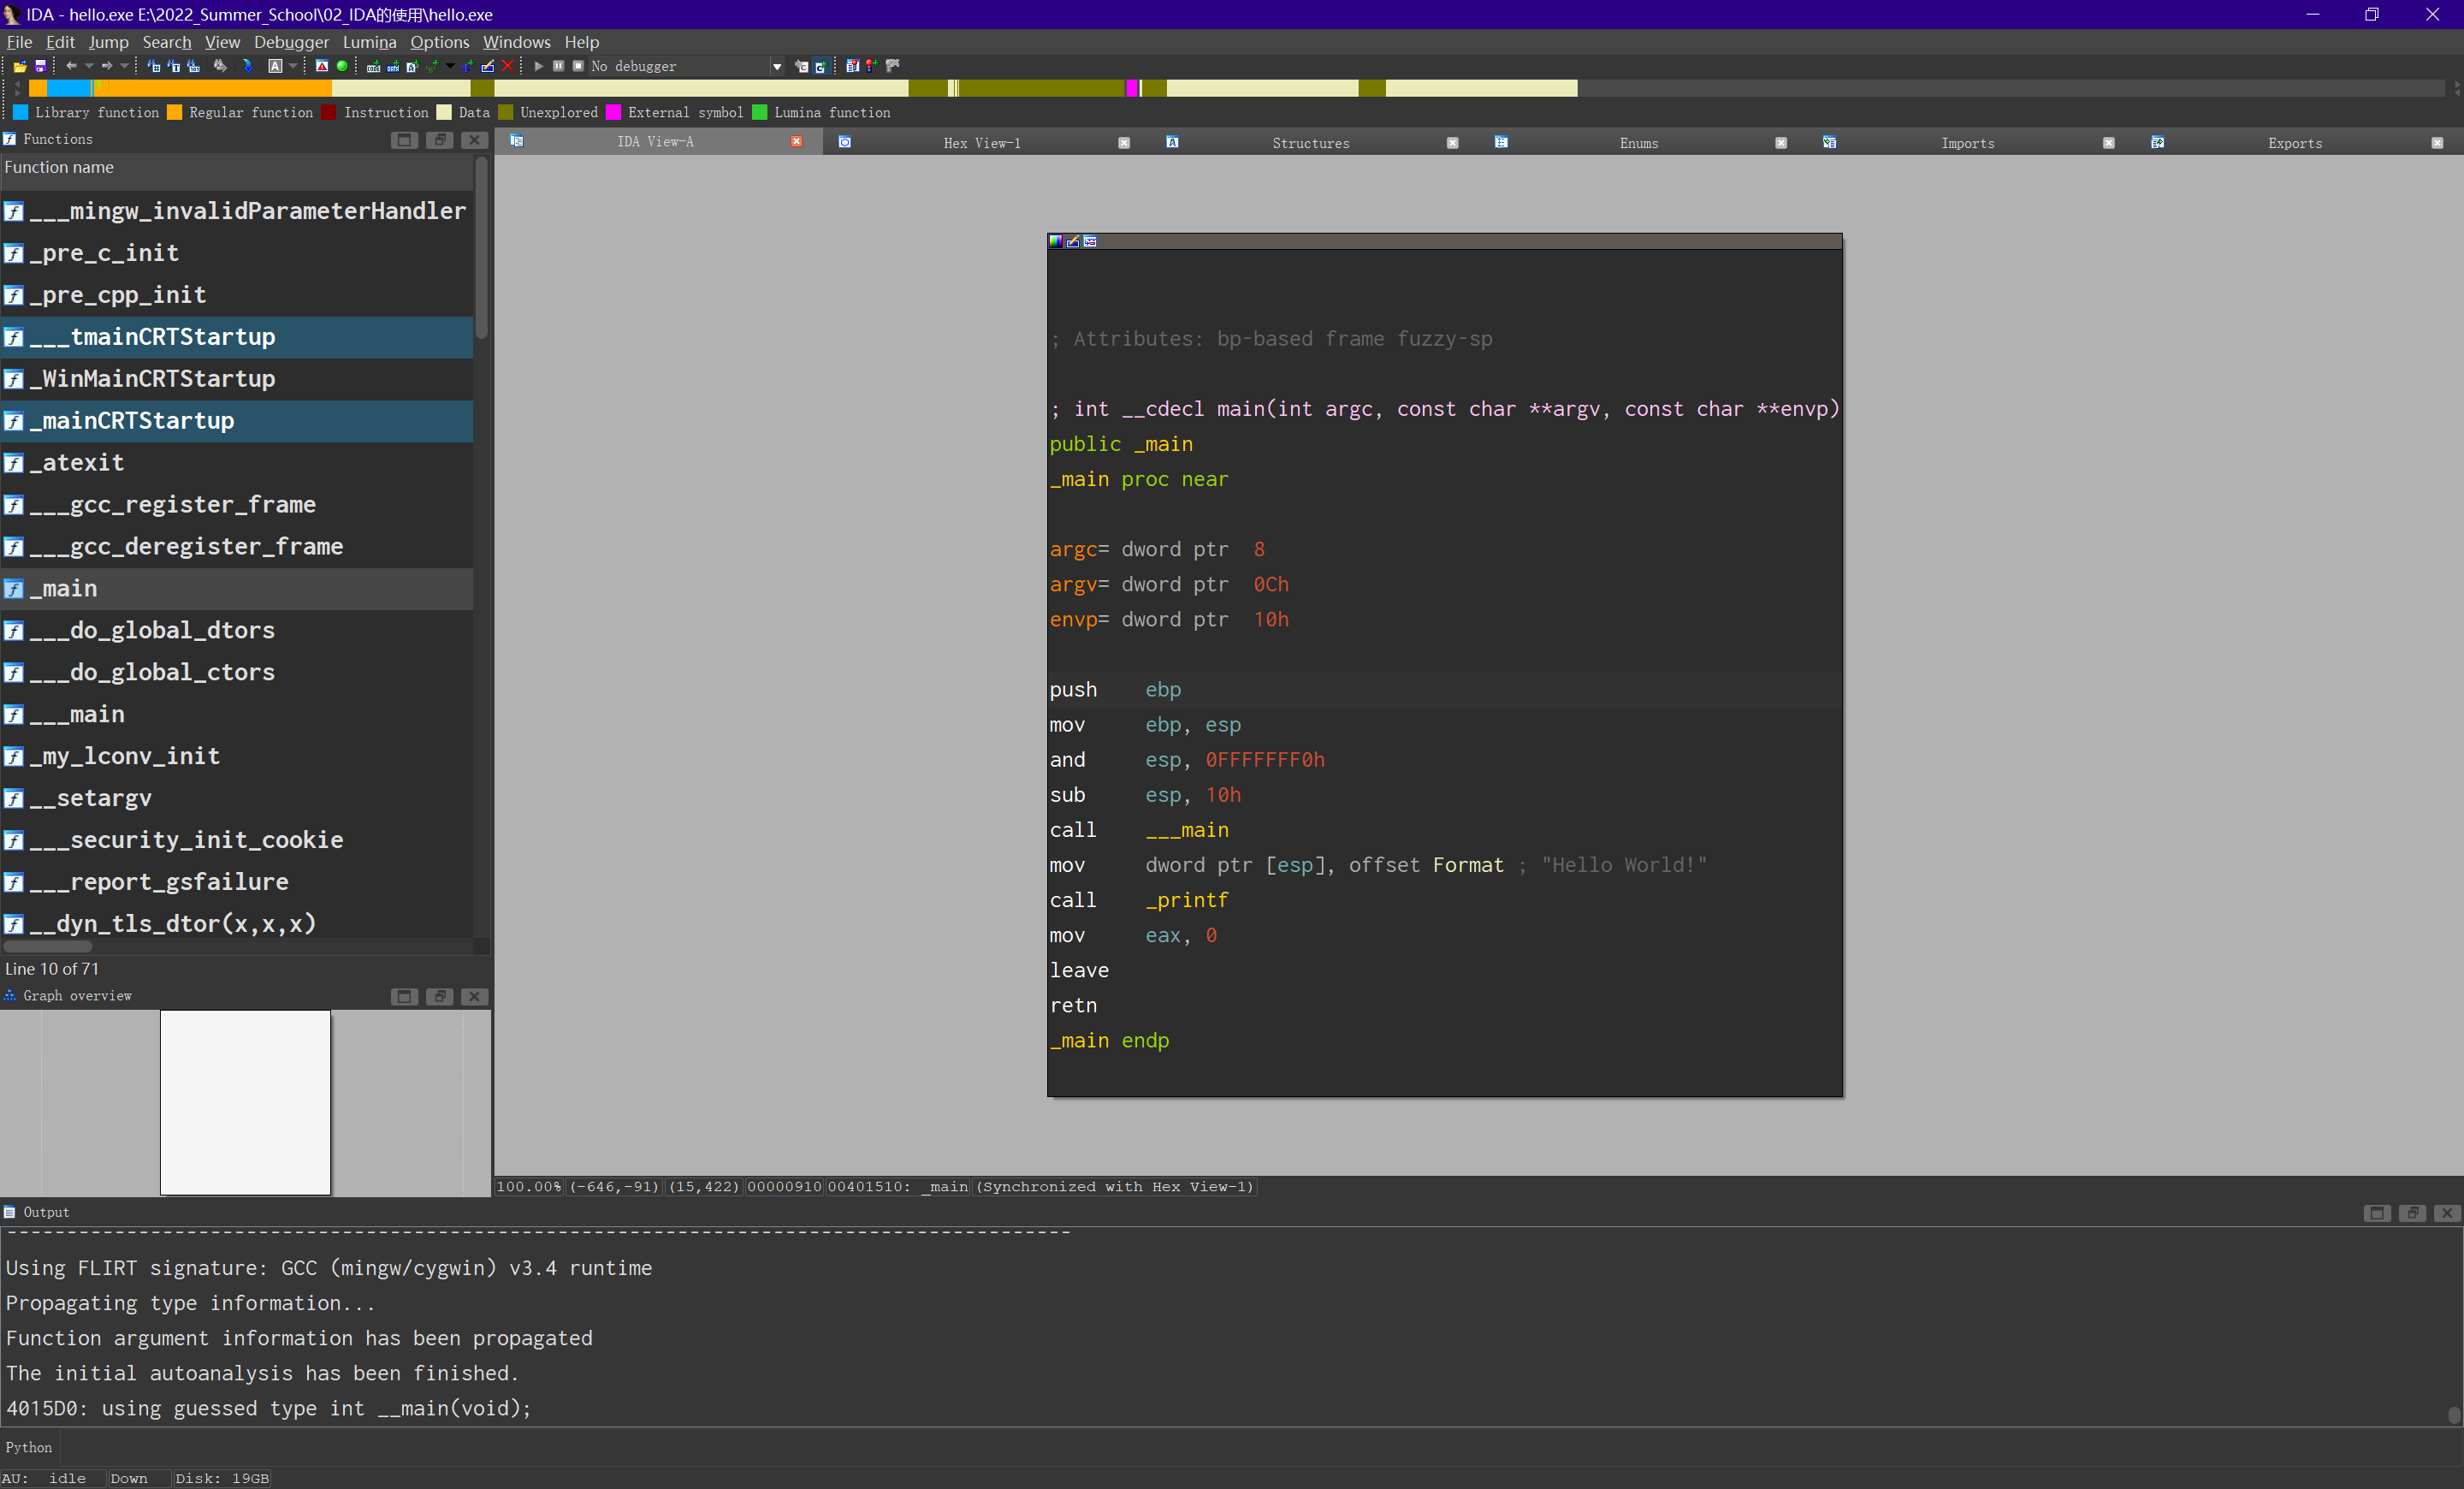 IDA - hello.exe E:\2022_Summer_School\02_IDA的使用\hello.exe
File Edit Jump Search View Debugger Lumina Options Windows Help
No debugger
Library function Regular function Instruction Data Unexplored External symbol Lumina function
Functions
Function name
___mingw_invalidParameterHandler
_pre_c_init
_pre_cpp_init
___tmainCRTStartup
_WinMainCRTStartup
_mainCRTStartup
_atexit
___gcc_register_frame
___gcc_deregister_frame
_main
___do_global_dtors
___do_global_ctors
___main
_my_lconv_init
__setargv
___security_init_cookie
___report_gsfailure
__dyn_tls_dtor(x,x,x)
Line 10 of 71
Graph overview
IDA View-A Hex View-1 Structures Enums Imports Exports
; Attributes: bp-based frame fuzzy-sp
; int __cdecl main(int argc, const char **argv, const char **envp)
public _main
_main proc near
argc= dword ptr  8
argv= dword ptr  0Ch
envp= dword ptr  10h
push    ebp
mov     ebp, esp
and     esp, 0FFFFFFF0h
sub     esp, 10h
call    ___main
mov     dword ptr [esp], offset Format ; "Hello World!"
call    _printf
mov     eax, 0
leave
retn
_main endp
100.00% (-646,-91) (15,422) 00000910 00401510: _main (Synchronized with Hex View-1)
Output
Using FLIRT signature: GCC (mingw/cygwin) v3.4 runtime
Propagating type information...
Function argument information has been propagated
The initial autoanalysis has been finished.
4015D0: using guessed type int __main(void);
Python
AU: idle Down Disk: 19GB